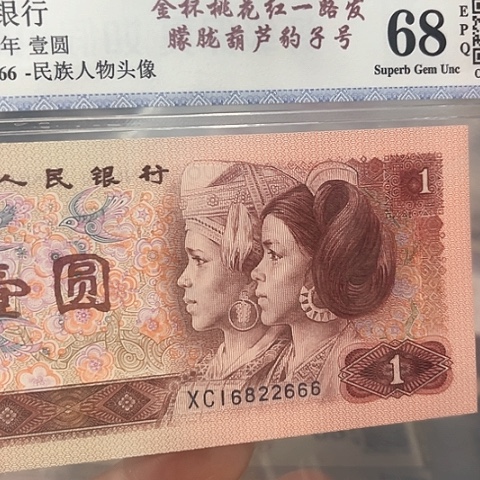 银行
金杯桃花红一路发
年 壹圆
朦胧葫芦豹子号
66 -民族人物头像
68
EPQ
Superb Gem Unc
人民银行
1
壹圆
1
XC16822666